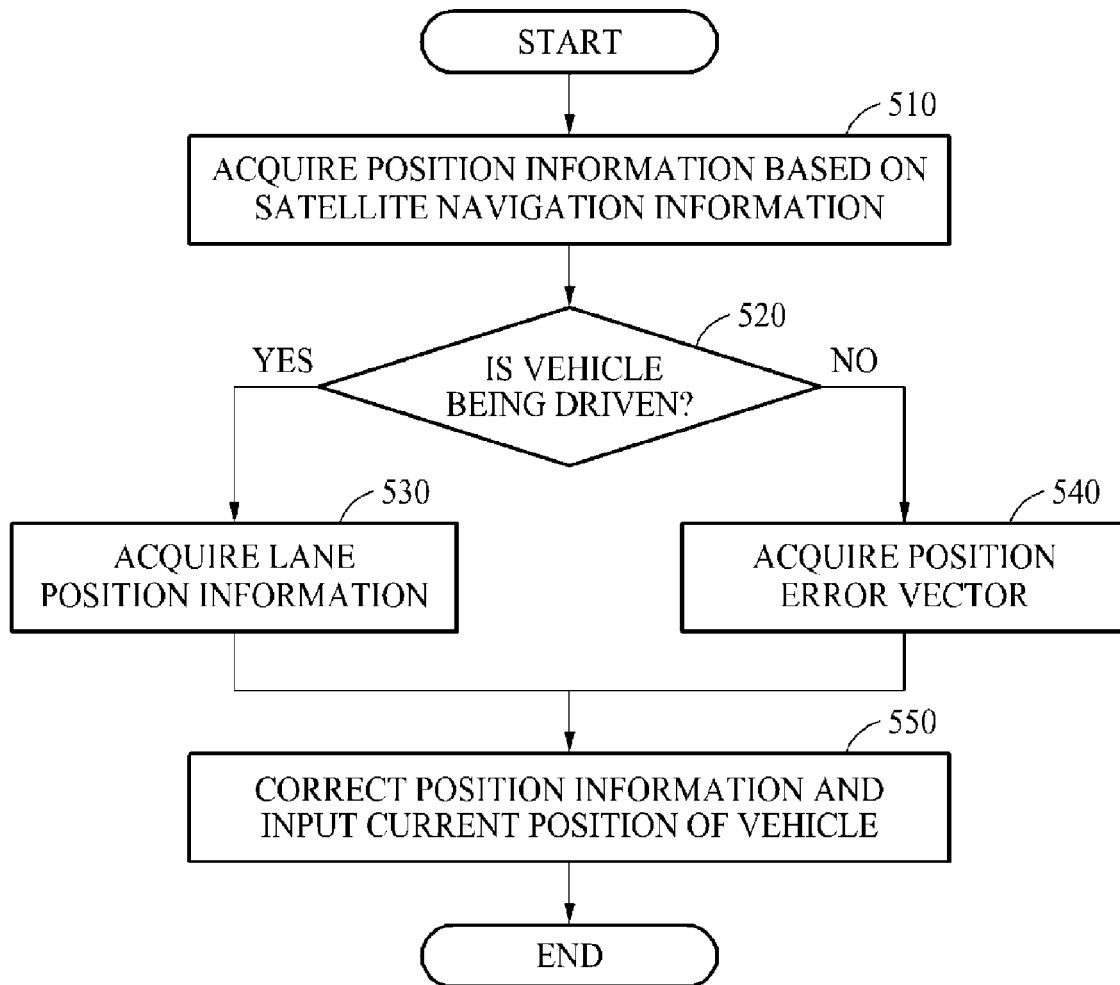 START
510
ACQUIRE POSITION INFORMATION BASED ON
SATELLITE NAVIGATION INFORMATION
520
YES
IS VEHICLE
BEING DRIVEN?
NO
530
ACQUIRE LANE
POSITION INFORMATION
540
ACQUIRE POSITION
ERROR VECTOR
550
CORRECT POSITION INFORMATION AND
INPUT CURRENT POSITION OF VEHICLE
END